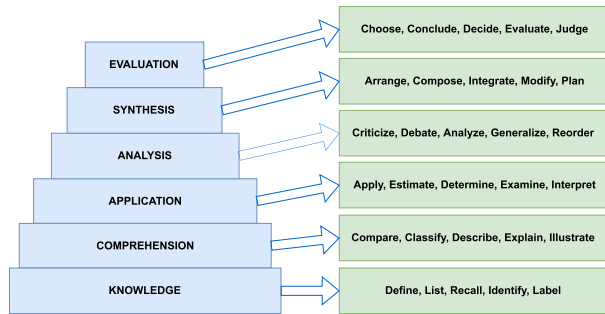 EVALUATION
Choose, Conclude, Decide, Evaluate, Judge
SYNTHESIS
Arrange, Compose, Integrate, Modify, Plan
ANALYSIS
Criticize, Debate, Analyze, Generalize, Reorder
APPLICATION
Apply, Estimate, Determine, Examine, Interpret
COMPREHENSION
Compare, Classify, Describe, Explain, Illustrate
KNOWLEDGE
Define, List, Recall, Identify, Label